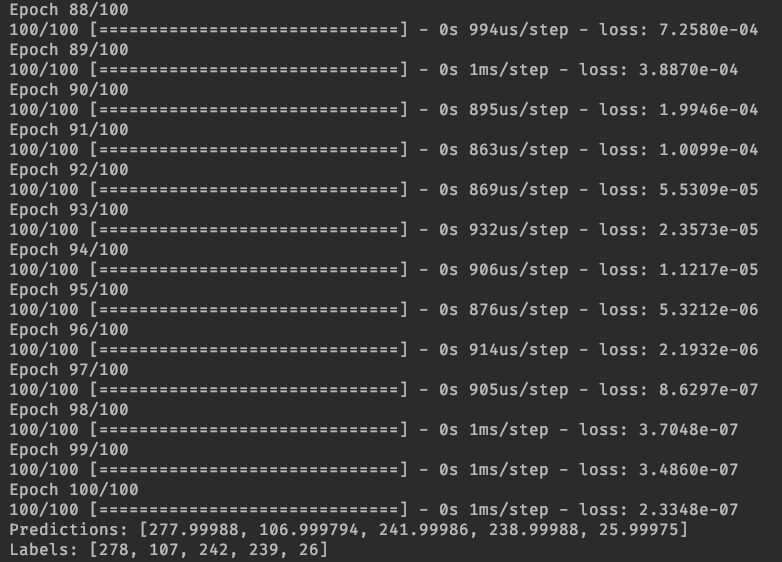 Epoch 88/100
100/100 [==============================] - 0s 994us/step - loss: 7.2580e-04
Epoch 89/100
100/100 [==============================] - 0s 1ms/step - loss: 3.8870e-04
Epoch 90/100
100/100 [==============================] - 0s 895us/step - loss: 1.9946e-04
Epoch 91/100
100/100 [==============================] - 0s 863us/step - loss: 1.0099e-04
Epoch 92/100
100/100 [==============================] - 0s 869us/step - loss: 5.5309e-05
Epoch 93/100
100/100 [==============================] - 0s 932us/step - loss: 2.3573e-05
Epoch 94/100
100/100 [==============================] - 0s 906us/step - loss: 1.1217e-05
Epoch 95/100
100/100 [==============================] - 0s 876us/step - loss: 5.3212e-06
Epoch 96/100
100/100 [==============================] - 0s 914us/step - loss: 2.1932e-06
Epoch 97/100
100/100 [==============================] - 0s 905us/step - loss: 8.6297e-07
Epoch 98/100
100/100 [==============================] - 0s 1ms/step - loss: 3.7048e-07
Epoch 99/100
100/100 [==============================] - 0s 1ms/step - loss: 3.4860e-07
Epoch 100/100
100/100 [==============================] - 0s 1ms/step - loss: 2.3348e-07
Predictions: [277.99988, 106.999794, 241.99986, 238.99988, 25.99975]
Labels: [278, 107, 242, 239, 26]